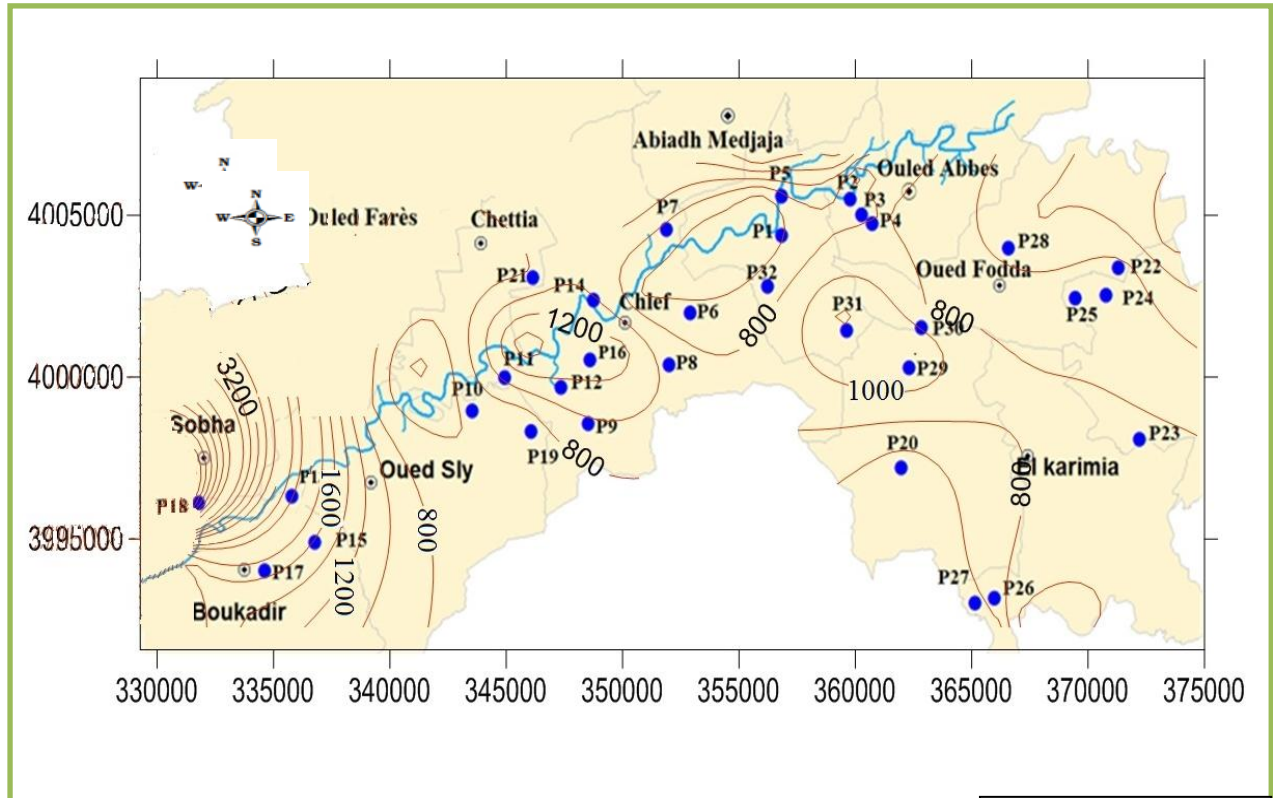 Abiadh Medjaja
N
W-
N
W E
S
P5
P2
Ouled Abbes
P3
P4
4005000
Ouled Farès
Chettia
P7
P1
P28
P21
P14
P32
Oued Fodda
P22
Chlef
P24
P25
1200
P6
800
P31
800
P30
P11
P16
P8
P29
4000000
P10
P12
1000
3200
Sobha
P9
P19
800
P20
P23
Oued Sly
El karimia
800
P18
P1
1600
800
3995000
P15
P17
1200
P27
P26
Boukadir
330000 335000 340000 345000 350000 355000 360000 365000 370000 375000